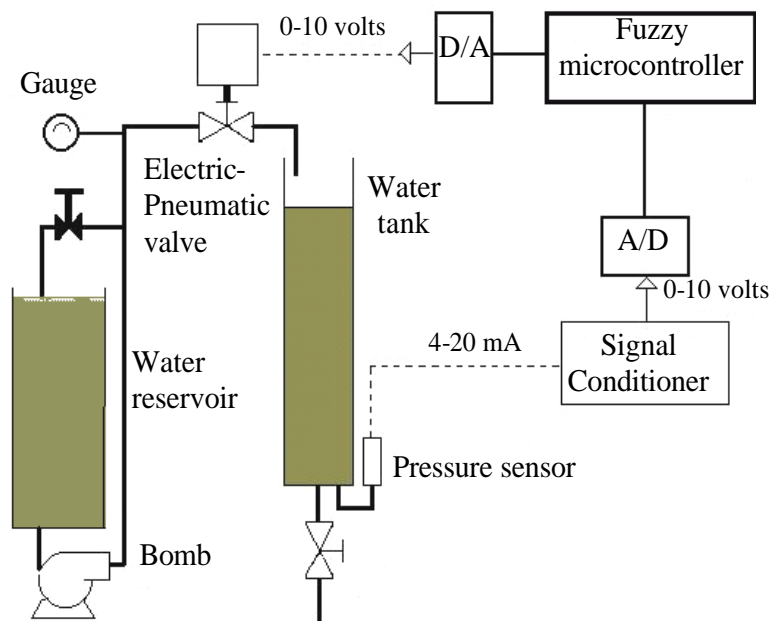 0-10 volts
D/A
Fuzzy
microcontroller
Gauge
Electric-
Pneumatic
valve
Water
tank
A/D
0-10 volts
4-20 mA
Signal
Conditioner
Water
reservoir
Pressure sensor
Bomb